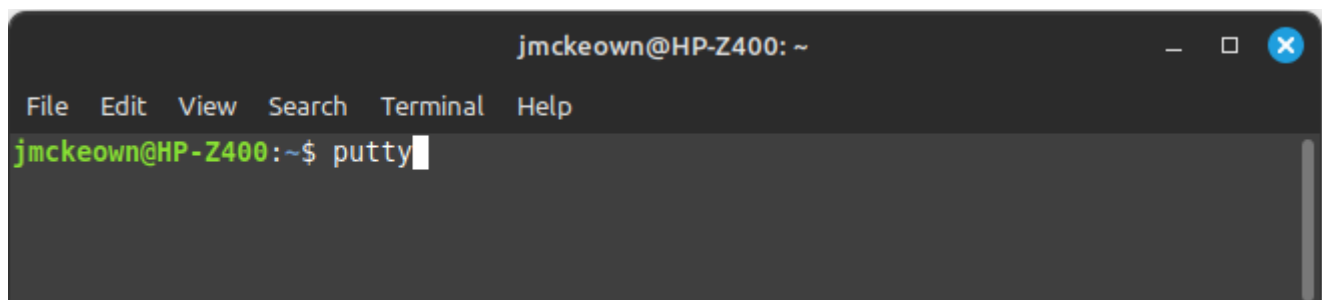 jmckeown@HP-Z400: ~
File Edit View Search Terminal Help
jmckeown@HP-Z400:~$ putty